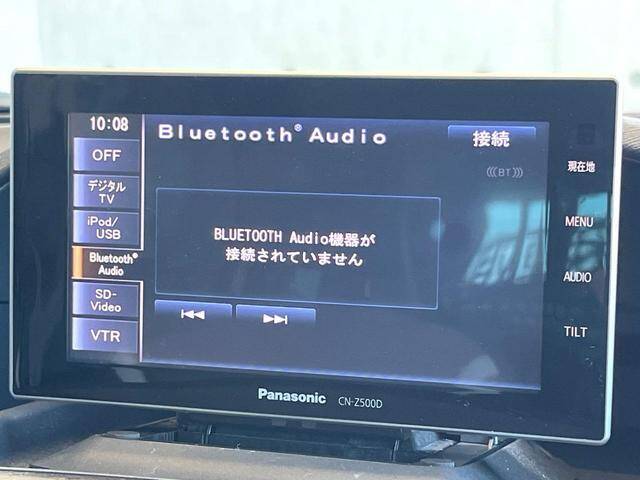 10:08
Bluetooth® Audio
接続
OFF
(((BT)))
デジタル
TV
iPod/
USB
Bluetooth®
Audio
SD-
Video
VTR
BLUETOOTH Audio機器が
接続されていません
現在地
MENU
AUDIO
TILT
Panasonic CN-Z500D